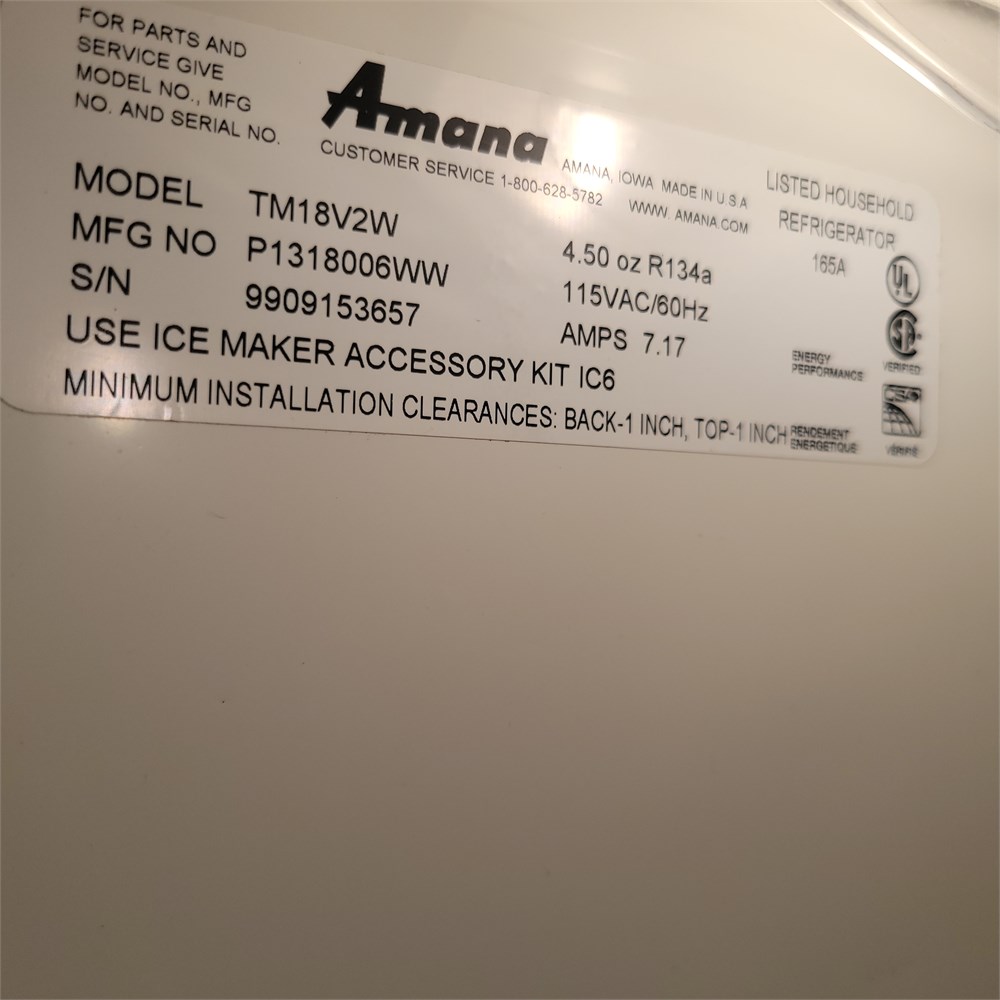 FOR PARTS AND
SERVICE GIVE
MODEL NO., MFG
NO. AND SERIAL NO.
Amana
AMANA, IOWA MADE IN U.S.A
CUSTOMER SERVICE 1-800-628-5782
WWW. AMANA.COM
LISTED HOUSEHOLD
REFRIGERATOR
165A
UL
MODEL TM18V2W
MFG NO P1318006WW
S/N 9909153657
4.50 oz R134a
115VAC/60Hz
AMPS 7.17
USE ICE MAKER ACCESSORY KIT IC6
MINIMUM INSTALLATION CLEARANCES: BACK-1 INCH, TOP-1 INCH
ENERGY
PERFORMANCE
VERIFIED
RENDEMENT
ENERGETIQUE
VERIFIE